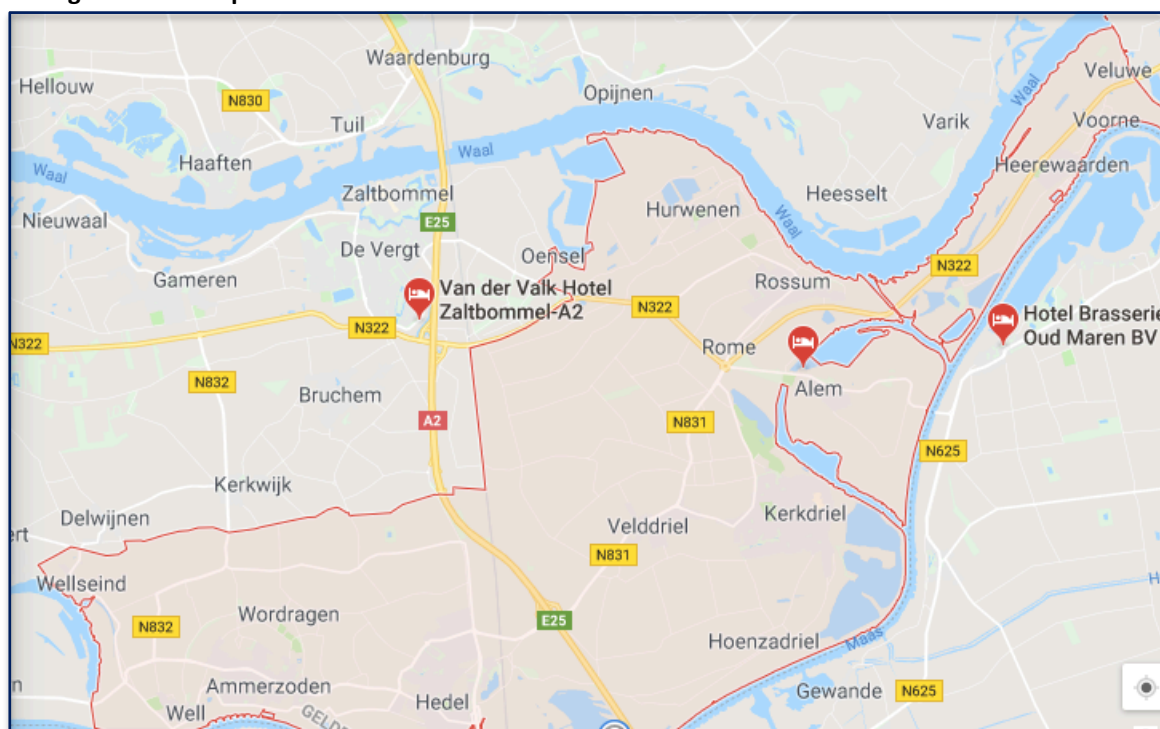 Waardenburg
Hellouw
N830
Opijnen
Waal
Veluwe
Tuil
Varik
Voorne
Haaften
Waal
Heerewaarden
Waal
Zaltbommel
Heesselt
Nieuwaal
E25
Hurwenen
Waal
De Vergt
Oensel
Gameren
Rossum
N322
Van der Valk Hotel
Zaltbommel-A2
N322
N322
N322
Hotel Brasserie
Oud Maren BV
Rome
N832
Bruchem
Alem
A2
N831
N625
Kerkwijk
Delwijnen
Velddriel
Kerkdriel
ert
N831
Wellseind
Wordragen
N832
E25
Hoenzadriel
Maas
Ammerzoden
Hedel
Gewande
N625
Well
GELD
n
H